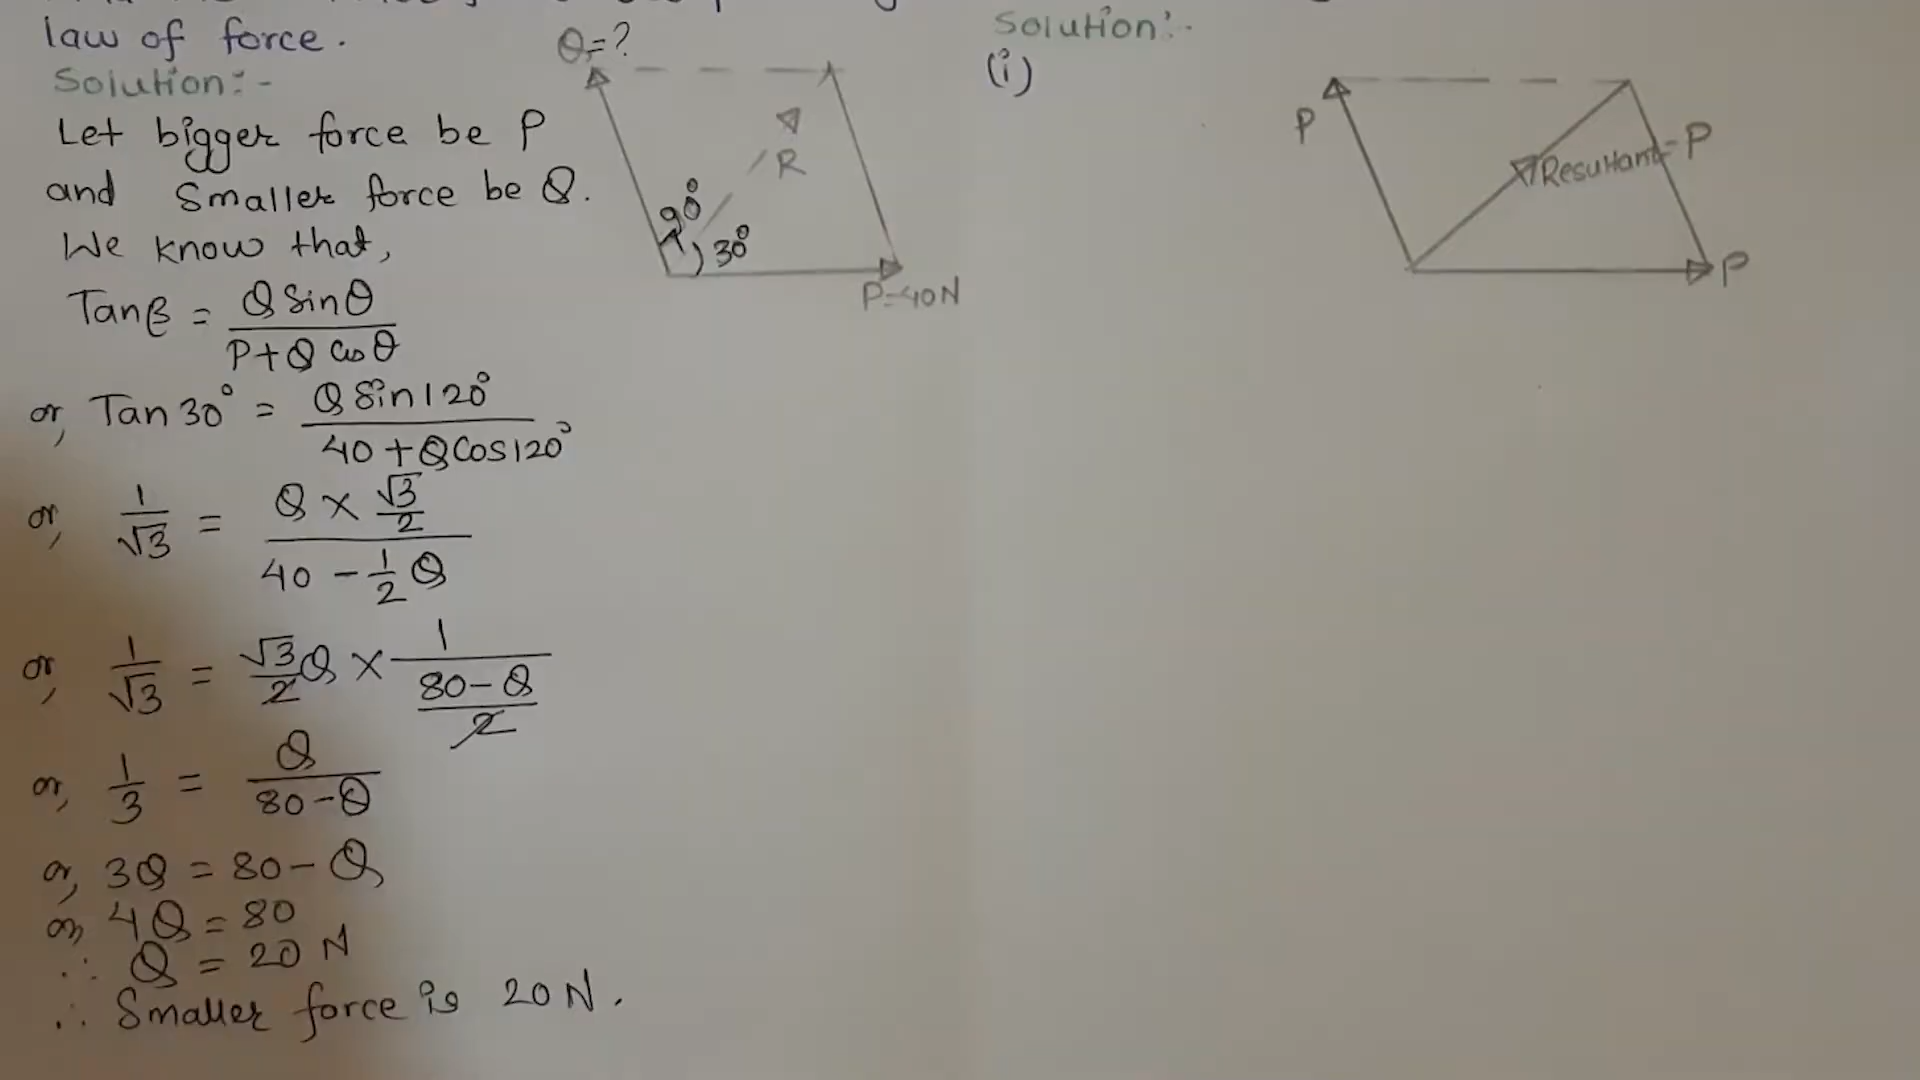 law of force.
Solution:-
Let bigger force be P
and Smaller force be Q.
We know that,
Tanβ = Q Sinθ / P+Q Cosθ
or, Tan 30° = Q Sin120° / 40 + Q Cos120°
or, 1/√3 = Q × √3/2 / 40 - 1/2 Q
or, 1/√3 = √3/2 Q × 1 / 80-Q/2
or, 1/3 = Q / 80-Q
or, 3Q = 80-Q
or, 4Q = 80
∴ Q = 20 N
∴ Smaller force is 20 N.
Q=?
R
90°
30°
P=40N
Solution:-
(i)
P
Resultant=P
P